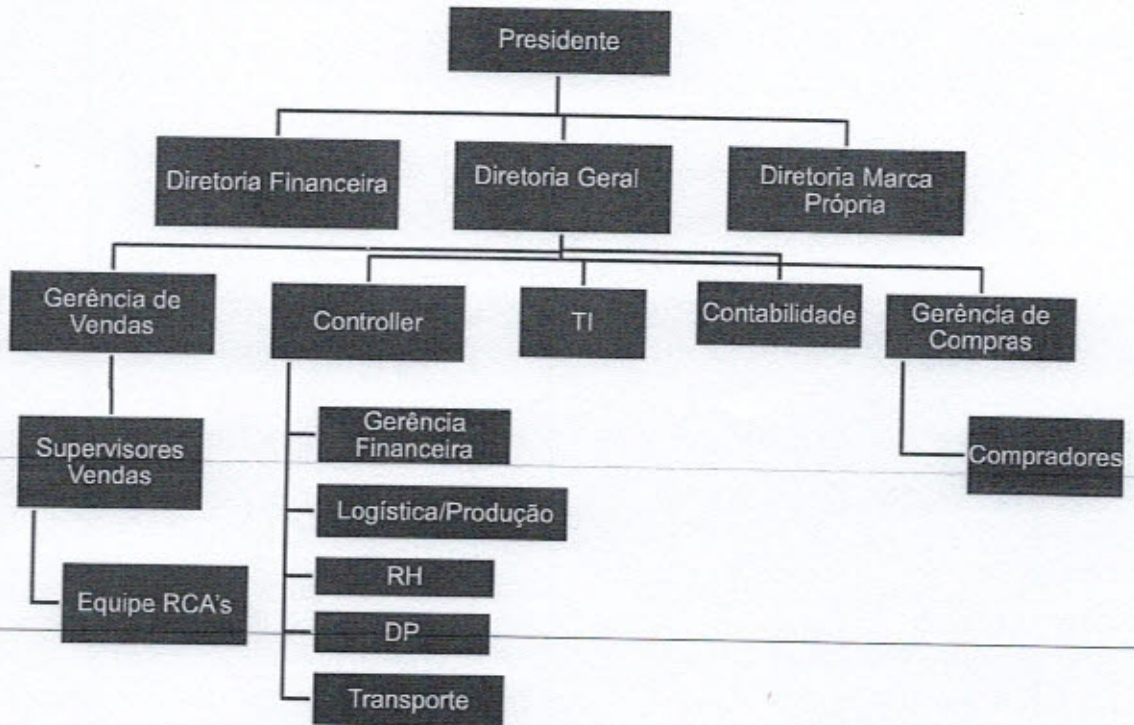 Presidente
Diretoria Financeira
Diretoria Geral
Diretoria Marca
Própria
Gerência de
Vendas
Controller
TI
Contabilidade
Gerência de
Compras
Supervisores
Vendas
Gerência
Financeira
Compradores
Logística/Produção
RH
Equipe RCA's
DP
Transporte